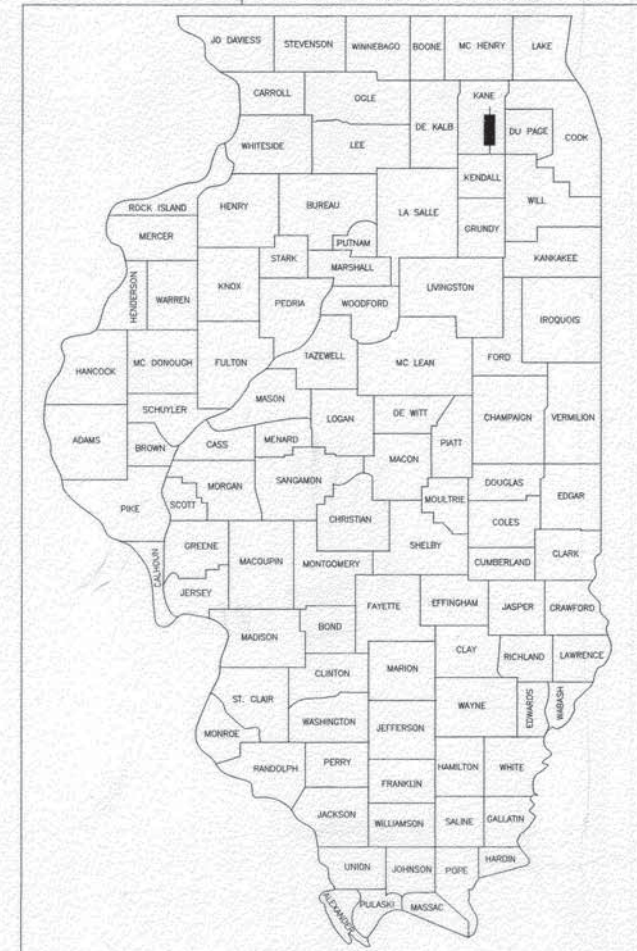 JO DAVIESS
STEVENSON
WINNEBAGO
BOONE
MC HENRY
LAKE
CARROLL
OGLE
KANE
DE KALB
DU PAGE
COOK
WHITESIDE
LEE
KENDALL
ROCK ISLAND
HENRY
BUREAU
LA SALLE
WILL
MERCER
PUTNAM
GRUNDY
STARK
MARSHALL
KANKAKEE
HENDERSON
WARREN
KNOX
PEORIA
WOODFORD
LIVINGSTON
IROQUOIS
HANCOCK
MC DONOUGH
FULTON
TAZEWELL
MC LEAN
FORD
MASON
SCHUYLER
LOGAN
DE WITT
CHAMPAIGN
VERMILION
ADAMS
BROWN
CASS
MENARD
PIATT
MACON
MORGAN
SANGAMON
DOUGLAS
EDGAR
PIKE
SCOTT
CHRISTIAN
MOULTRIE
COLES
GREENE
MACOUPIN
MONTGOMERY
SHELBY
CUMBERLAND
CLARK
CALHOUN
JERSEY
FAYETTE
EFFINGHAM
JASPER
CRAWFORD
MADISON
BOND
CLAY
RICHLAND
LAWRENCE
CLINTON
MARION
ST. CLAIR
WAYNE
EDWARDS
WABASH
WASHINGTON
JEFFERSON
MONROE
RANDOLPH
PERRY
HAMILTON
WHITE
FRANKLIN
JACKSON
WILLIAMSON
SALINE
GALLATIN
UNION
JOHNSON
POPE
HARDIN
ALEXANDER
PULASKI
MASSAC